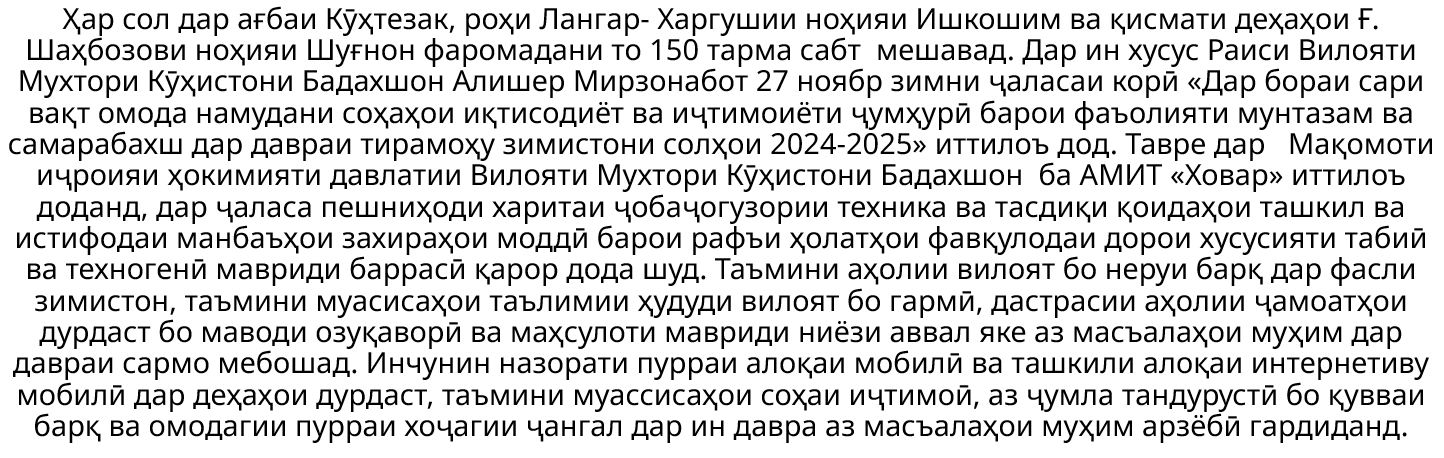 Ҳар сол дар ағбаи Кӯҳтезак, роҳи Лангар- Харгушии ноҳияи Ишкошим ва қисмати деҳаҳои Ғ.
Шаҳбозови ноҳияи Шуғнон фаромадани то 150 тарма сабт  мешавад. Дар ин хусус Раиси Вилояти
Мухтори Кӯҳистони Бадахшон Алишер Мирзонабот 27 ноябр зимни ҷаласаи корӣ «Дар бораи сари
вақт омода намудани соҳаҳои иқтисодиёт ва иҷтимоиёти ҷумҳурӣ барои фаъолияти мунтазам ва
самарабахш дар давраи тирамоҳу зимистони солҳои 2024-2025» иттилоъ дод. Тавре дар   Мақомоти
иҷроияи ҳокимияти давлатии Вилояти Мухтори Кӯҳистони Бадахшон  ба АМИТ «Ховар» иттилоъ
доданд, дар ҷаласа пешниҳоди харитаи ҷобаҷогузории техника ва тасдиқи қоидаҳои ташкил ва
истифодаи манбаъҳои захираҳои моддӣ барои рафъи ҳолатҳои фавқулодаи дорои хусусияти табиӣ
ва техногенӣ мавриди баррасӣ қарор дода шуд. Таъмини аҳолии вилоят бо неруи барқ дар фасли
зимистон, таъмини муасисаҳои таълимии ҳудуди вилоят бо гармӣ, дастрасии аҳолии ҷамоатҳои
дурдаст бо маводи озуқаворӣ ва маҳсулоти мавриди ниёзи аввал яке аз масъалаҳои муҳим дар
давраи сармо мебошад. Инчунин назорати пурраи алоқаи мобилӣ ва ташкили алоқаи интернетиву
мобилӣ дар деҳаҳои дурдаст, таъмини муассисаҳои соҳаи иҷтимоӣ, аз ҷумла тандурустӣ бо қувваи
барқ ва омодагии пурраи хоҷагии ҷангал дар ин давра аз масъалаҳои муҳим арзёбӣ гардиданд.